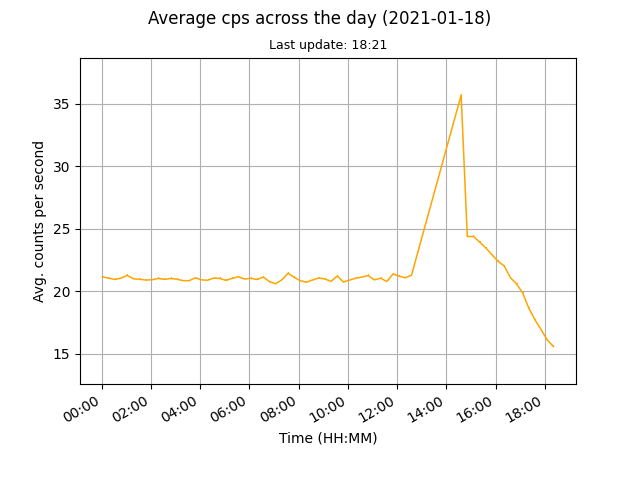 Average cps across the day (2021-01-18)
Last update: 18:21
35
30
25
20
15
Avg. counts per second
00:00 02:00 04:00 06:00 08:00 10:00 12:00 14:00 16:00 18:00
Time (HH:MM)